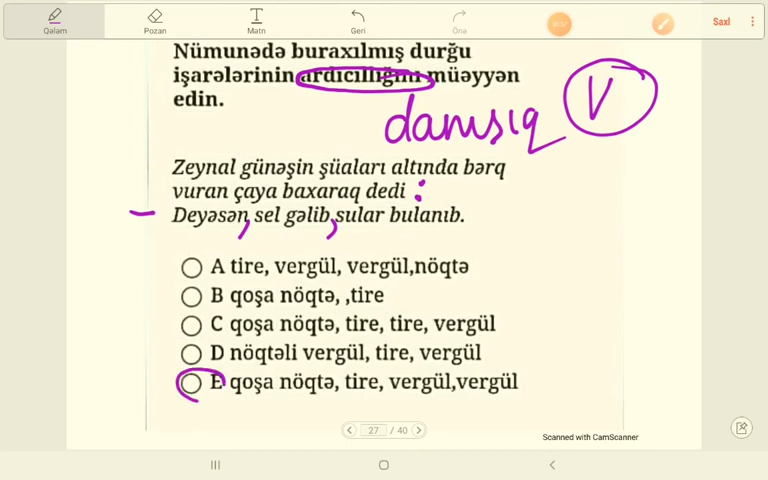 Qələm
Pozan
Mətn
Geri
Önə
Saxl
Nümunədə buraxılmış durğu
işarələrinin ardıcıllığını müəyyən
edin.
danışıq V
Zeynal günəşin şüaları altında bərq
vuran çaya baxaraq dedi :
– Deyəsən, sel gəlib, sular bulanıb.
A tire, vergül, vergül,nöqtə
B qoşa nöqtə, ,tire
C qoşa nöqtə, tire, tire, vergül
D nöqtəli vergül, tire, vergül
E qoşa nöqtə, tire, vergül,vergül
27 / 40
Scanned with CamScanner